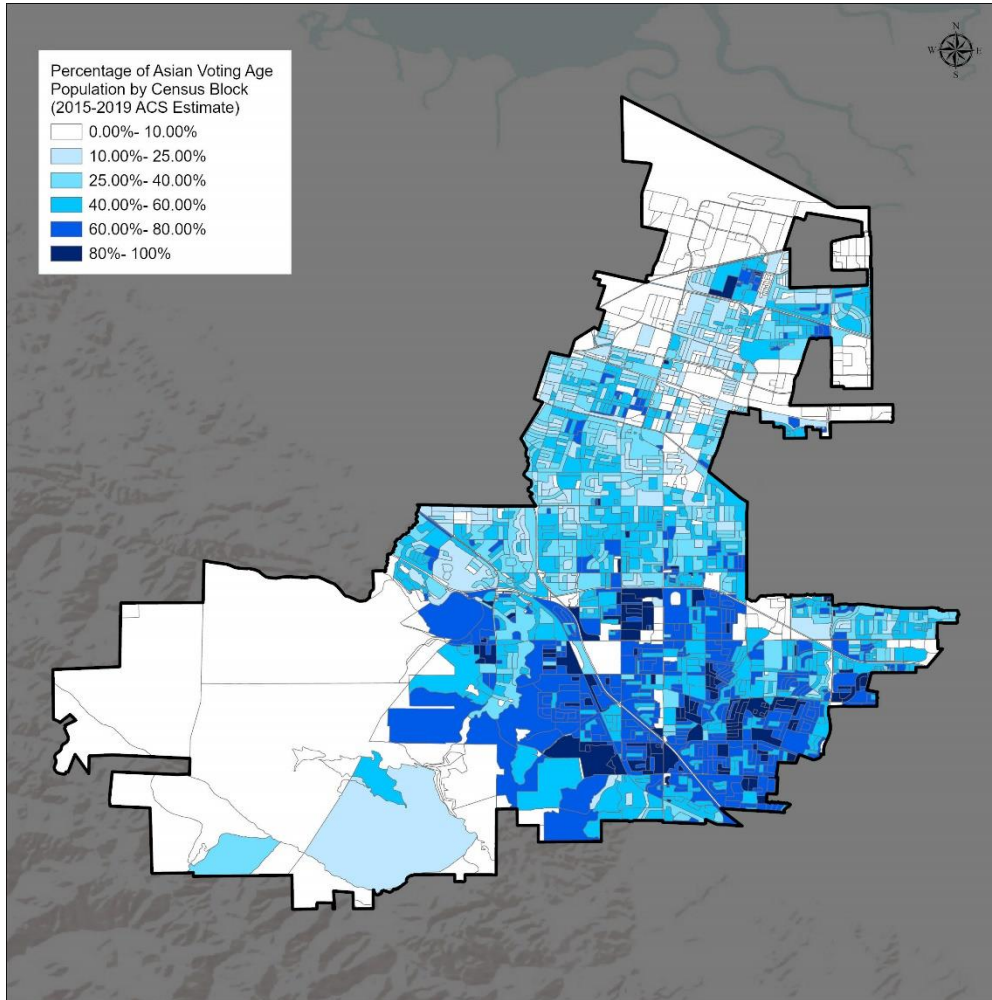 Percentage of Asian Voting Age
Population by Census Block
(2015-2019 ACS Estimate)
0.00%- 10.00%
10.00%- 25.00%
25.00%- 40.00%
40.00%- 60.00%
60.00%- 80.00%
80%- 100%
N
W E
S